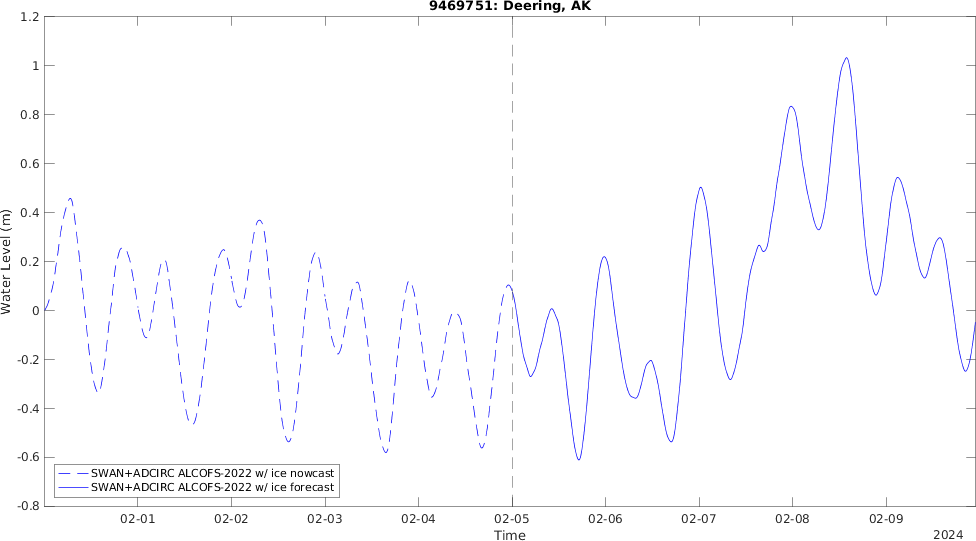 9469751: Deering, AK
1.2
1
0.8
0.6
0.4
0.2
0
-0.2
-0.4
-0.6
-0.8
Water Level (m)
SWAN+ADCIRC ALCOFS-2022 w/ ice nowcast
SWAN+ADCIRC ALCOFS-2022 w/ ice forecast
02-01 02-02 02-03 02-04 02-05 02-06 02-07 02-08 02-09
Time
2024